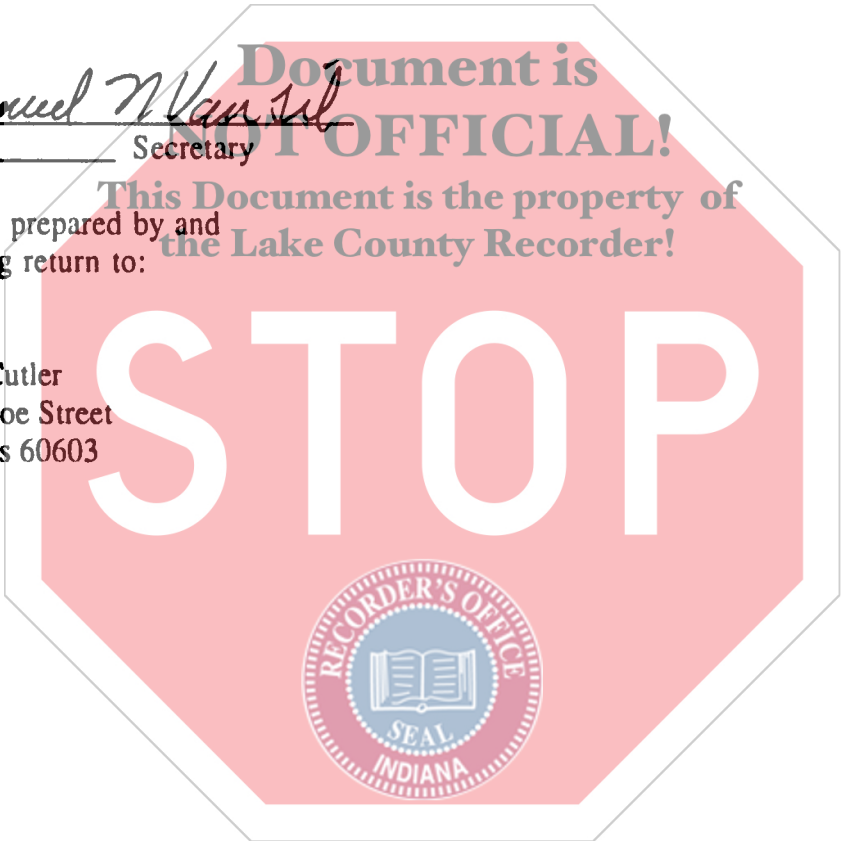 Document is
NOT OFFICIAL!
This Document is the property of
the Lake County Recorder!
Secretary
prepared by and
return to:
Cutler
oe Street
s 60603
STOP
RECORDER'S OFFICE
SEAL
INDIANA